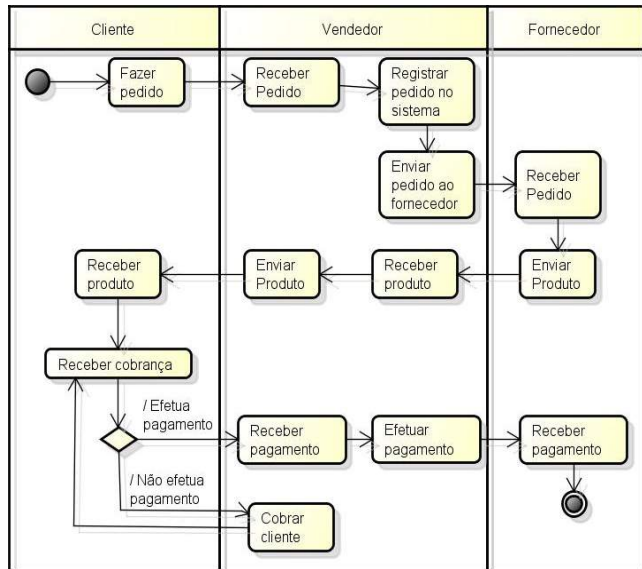 Cliente
Vendedor
Fornecedor
Fazer
pedido
Receber
Pedido
Registrar
pedido no
sistema
Enviar
pedido ao
fornecedor
Receber
Pedido
Receber
produto
Enviar
Produto
Receber
produto
Enviar
Produto
Receber cobrança
/ Efetua
pagamento
Receber
pagamento
Efetuar
pagamento
Receber
pagamento
/ Não efetua
pagamento
Cobrar
cliente